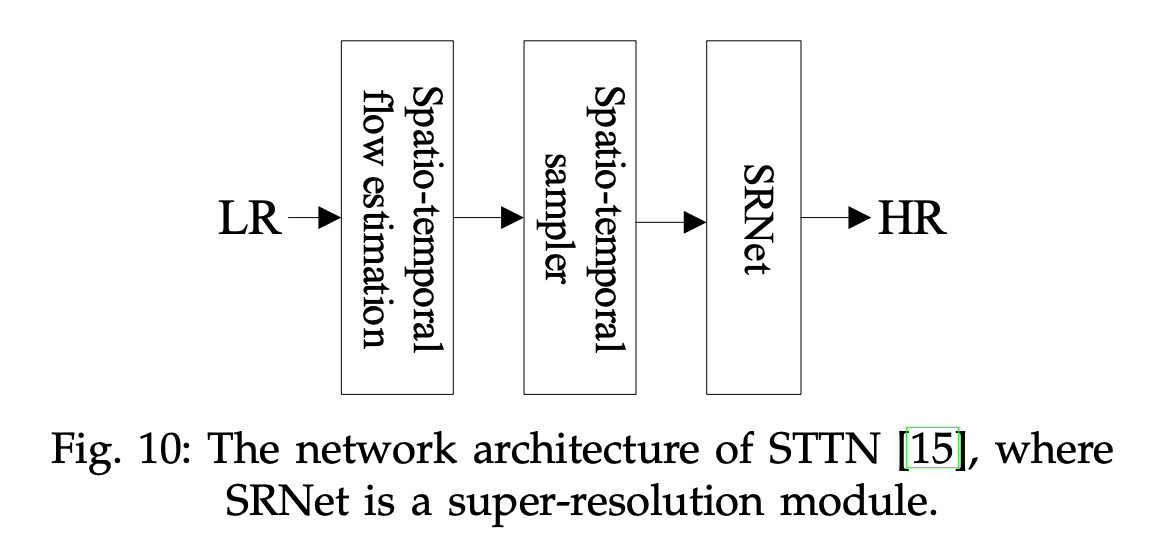 LR
Spatio-temporal
flow estimation
Spatio-temporal
sampler
SRNet
HR
Fig. 10: The network architecture of STTN [15], where
SRNet is a super-resolution module.